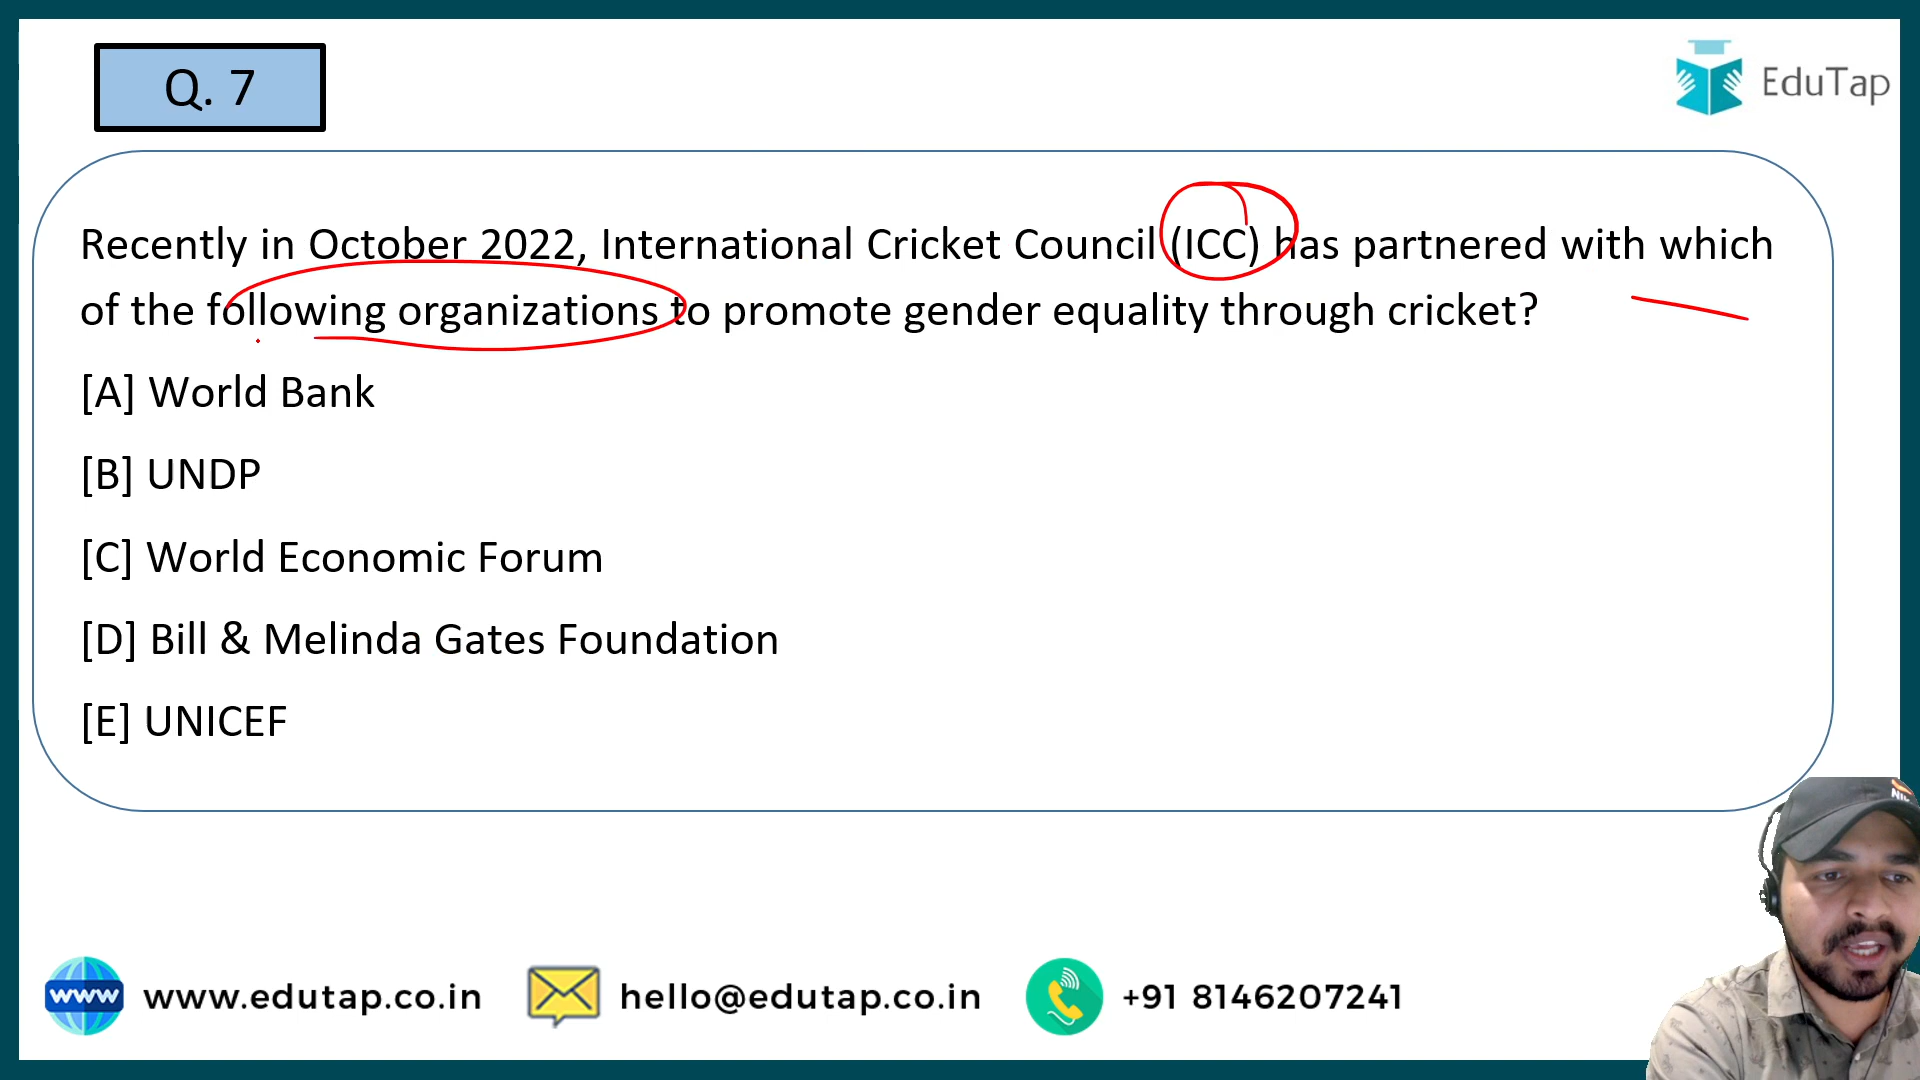 Q. 7
EduTap
Recently in October 2022, International Cricket Council (ICC) has partnered with which
of the following organizations to promote gender equality through cricket?
[A] World Bank
[B] UNDP
[C] World Economic Forum
[D] Bill & Melinda Gates Foundation
[E] UNICEF
www www.edutap.co.in hello@edutap.co.in +91 8146207241